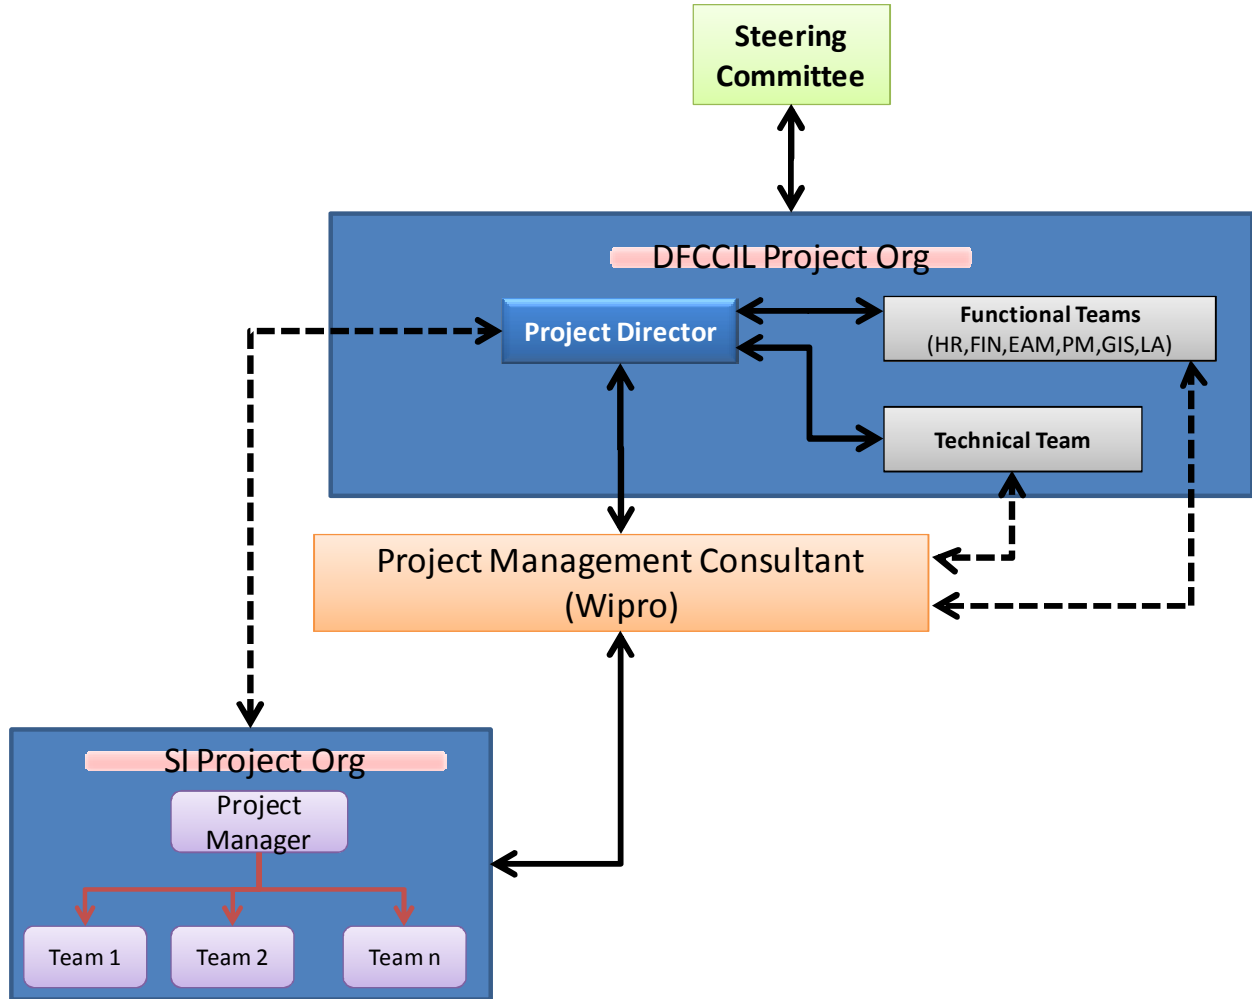 Steering
Committee
DFCCIL Project Org
Project Director
Functional Teams
(HR,FIN,EAM,PM,GIS,LA)
Technical Team
Project Management Consultant
(Wipro)
SI Project Org
Project
Manager
Team 1
Team 2
Team n